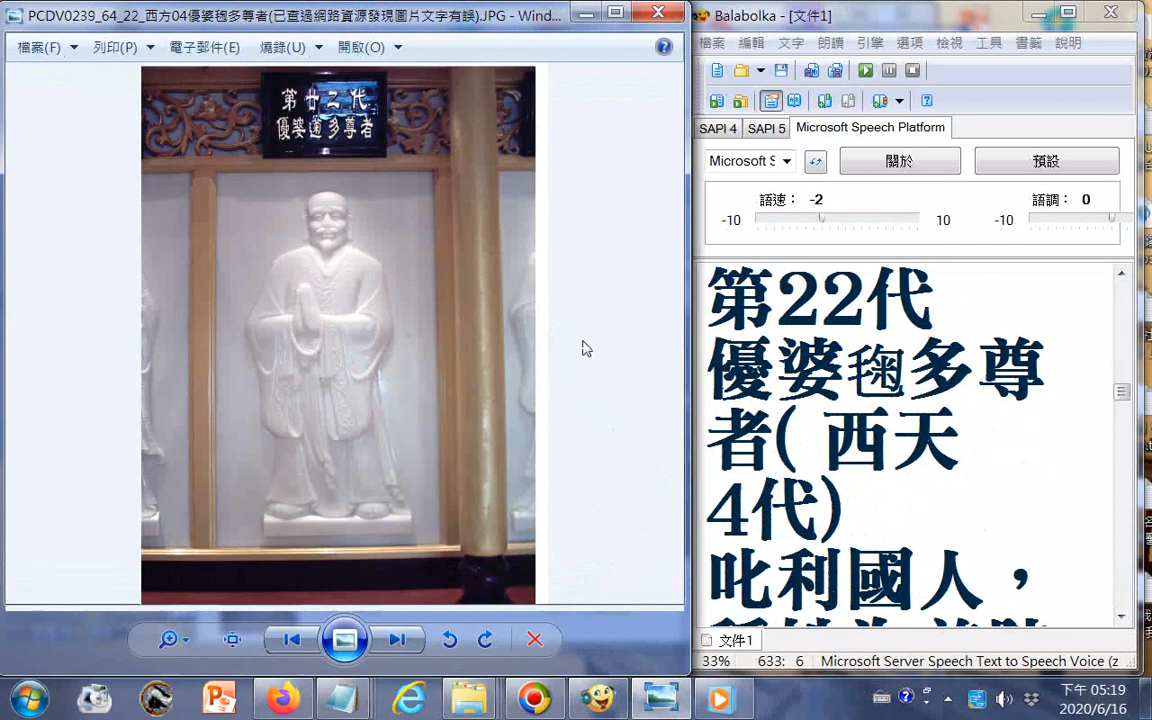 PCDV0239_64_22_西方04優婆毱多尊者(已查過網路資源發現圖片文字有誤).JPG - Wind...
檔案(F) 列印(P) 電子郵件(E) 燒錄(U) 開啟(O)
第廿二代
優婆毱多尊者
Balabolka - [文件1]
檔案 編輯 文字 朗讀 引擎 選項 檢視 工具 書籤 說明
SAPI 4 SAPI 5 Microsoft Speech Platform
Microsoft S 關於 預設
語速： -2 語調： 0
-10 10 -10
第22代
優婆毱多尊
者( 西天
4代)
叱利國人，
文件1
33% 633: 6 Microsoft Server Speech Text to Speech Voice (z
下午 05:19
2020/6/16